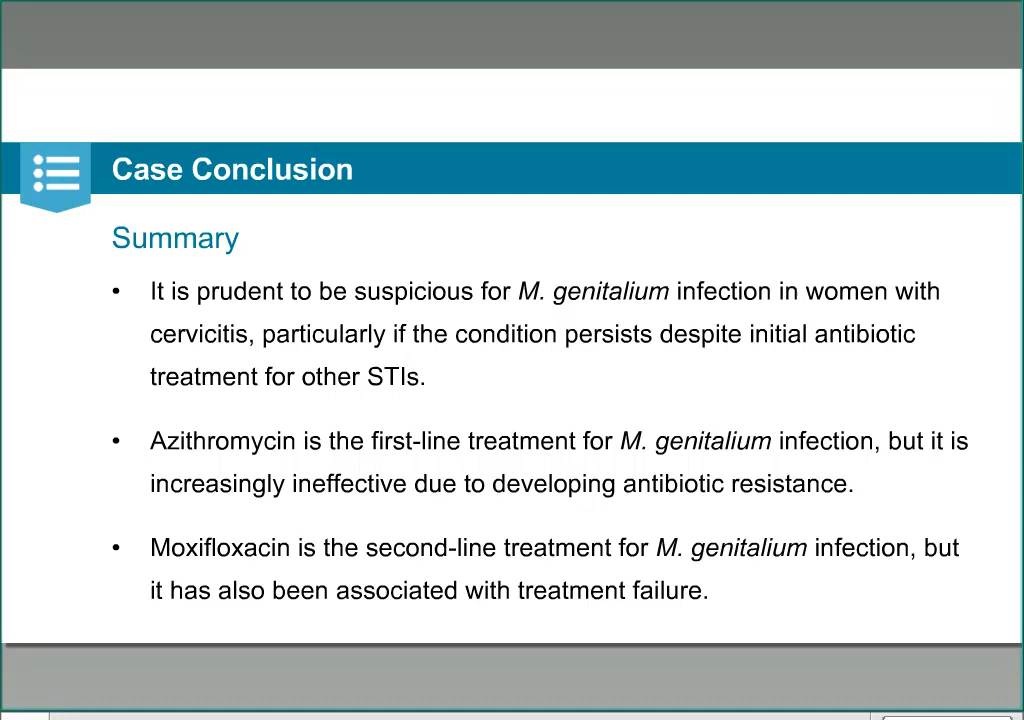 Case Conclusion
Summary
• It is prudent to be suspicious for M. genitalium infection in women with
cervicitis, particularly if the condition persists despite initial antibiotic
treatment for other STIs.
• Azithromycin is the first-line treatment for M. genitalium infection, but it is
increasingly ineffective due to developing antibiotic resistance.
• Moxifloxacin is the second-line treatment for M. genitalium infection, but
it has also been associated with treatment failure.